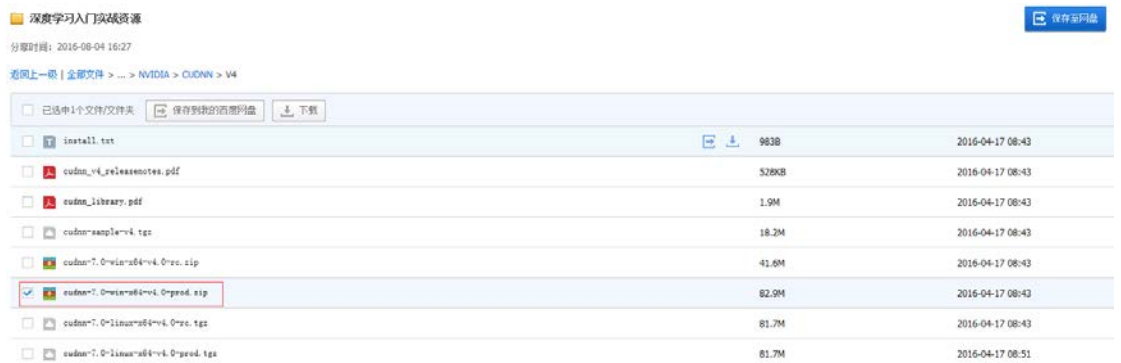 深度学习入门实战资源
保存至网盘
分享时间：2016-08-04 16:27
返回上一级 | 全部文件 > ... > NVIDIA > CUDNN > V4
已选中1个文件/文件夹 保存到我的百度网盘 下载
install.txt 983B 2016-04-17 08:43
cudnn_v4_releasenotes.pdf 528KB 2016-04-17 08:43
cudnn_library.pdf 1.9M 2016-04-17 08:43
cudnn-sample-v4.tgz 18.2M 2016-04-17 08:43
cudnn-7.0-win-x64-v4.0-rc.zip 41.6M 2016-04-17 08:43
cudnn-7.0-win-x64-v4.0-prod.zip 82.9M 2016-04-17 08:43
cudnn-7.0-linux-x64-v4.0-rc.tgz 81.7M 2016-04-17 08:43
cudnn-7.0-linux-x64-v4.0-prod.tgz 81.7M 2016-04-17 08:51